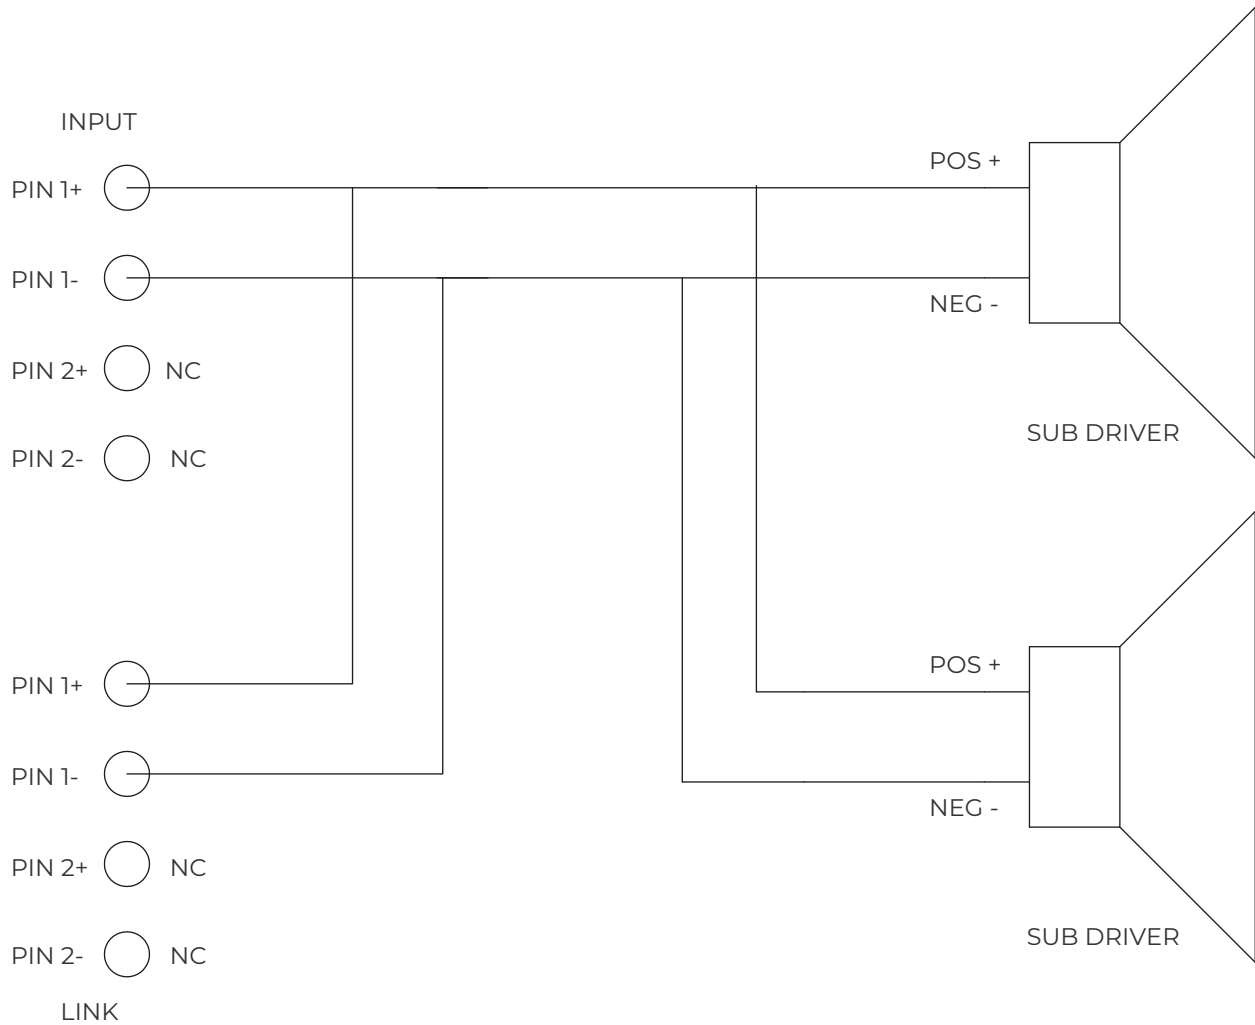 INPUT
POS +
PIN 1+
PIN 1-
NEG -
PIN 2+ NC
SUB DRIVER
PIN 2- NC
POS +
PIN 1+
PIN 1-
NEG -
PIN 2+ NC
SUB DRIVER
PIN 2- NC
LINK